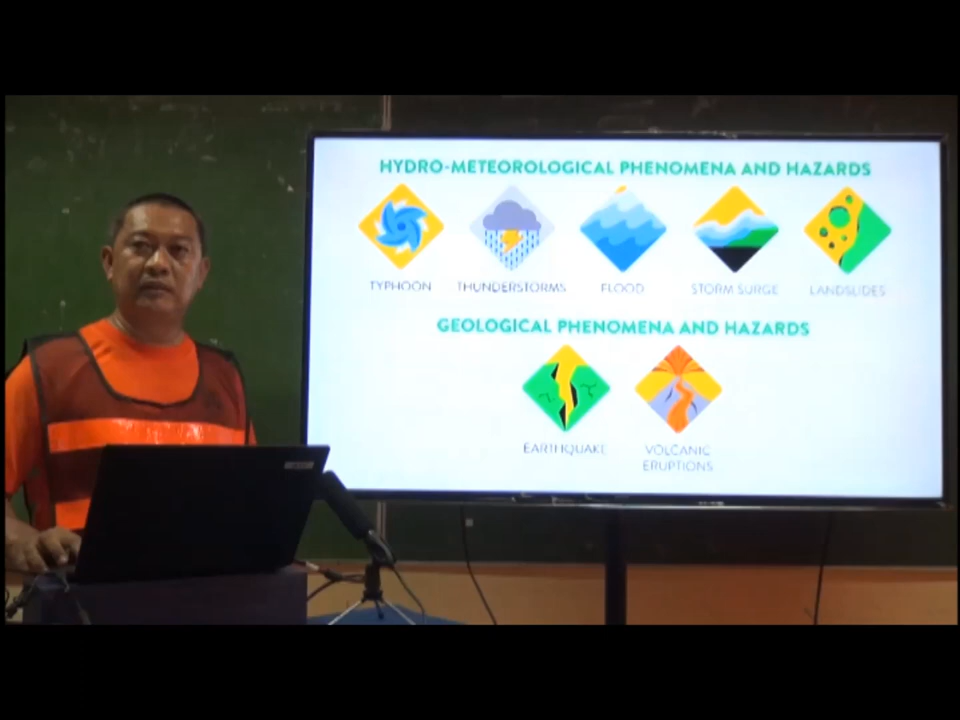 HYDRO-METEOROLOGICAL PHENOMENA AND HAZARDS
TYPHOON THUNDERSTORMS FLOOD STORM SURGE LANDSLIDES
GEOLOGICAL PHENOMENA AND HAZARDS
EARTHQUAKE VOLCANIC
ERUPTIONS